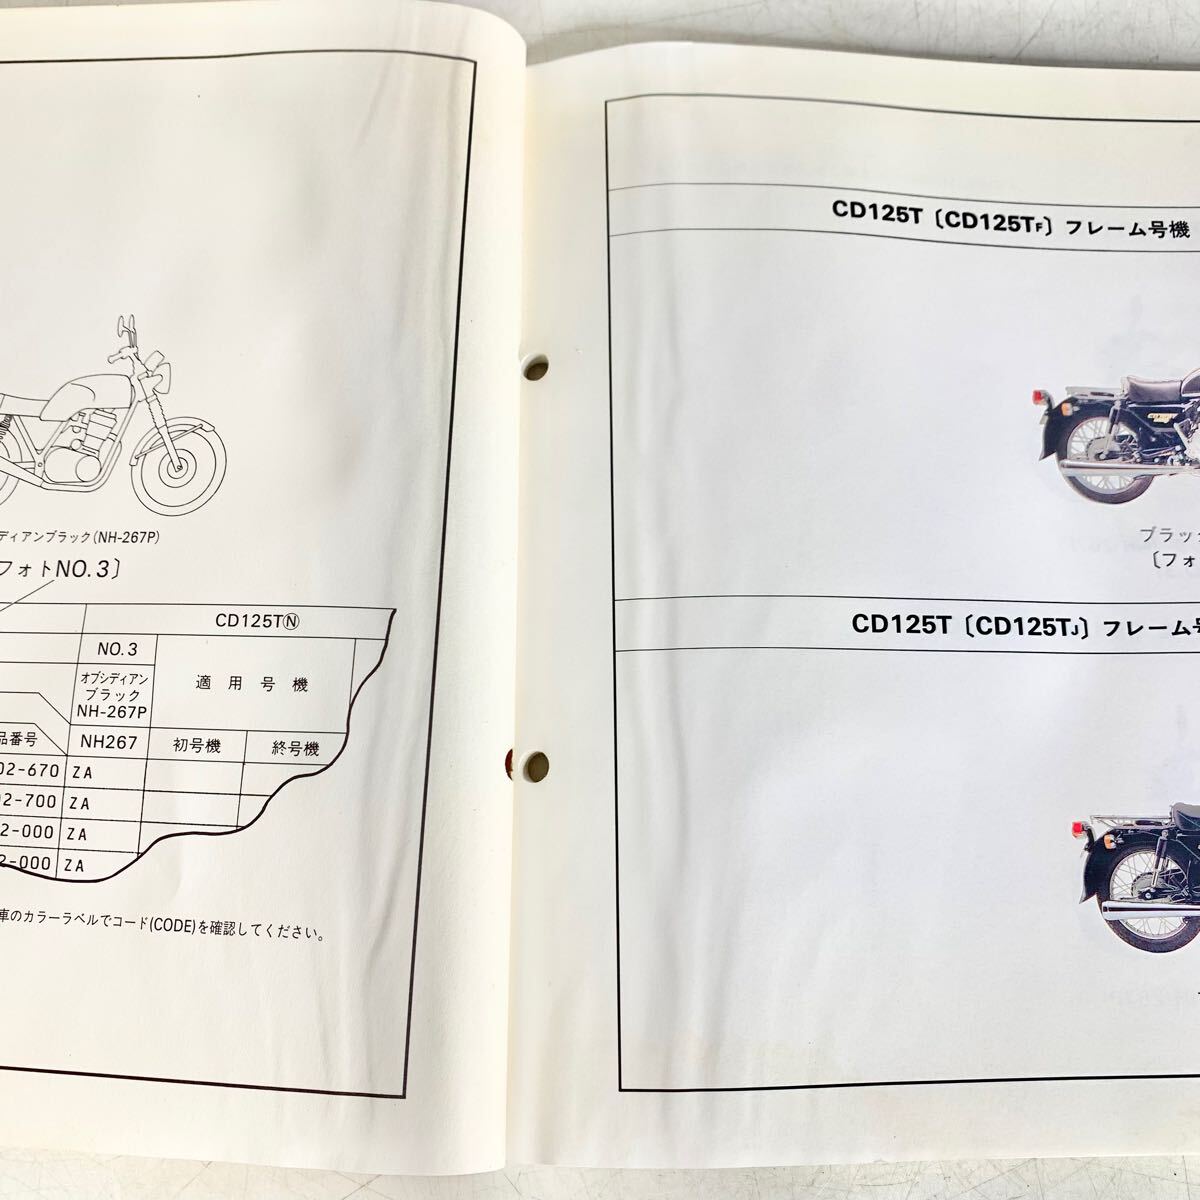 ディアンブラック(NH-267P)
フォトNO.3〕
CD125TⓃ
NO.3
オブシディアン
ブラック
NH-267P
適用号機
品番号
NH267
初号機
終号機
02-670 ZA
2-700 ZA
2-000 ZA
2-000 ZA
車のカラーラベルでコード(CODE)を確認してください。
CD125T〔CD125TF〕フレーム号機
ブラック
〔フォ
CD125T〔CD125TJ〕フレーム号